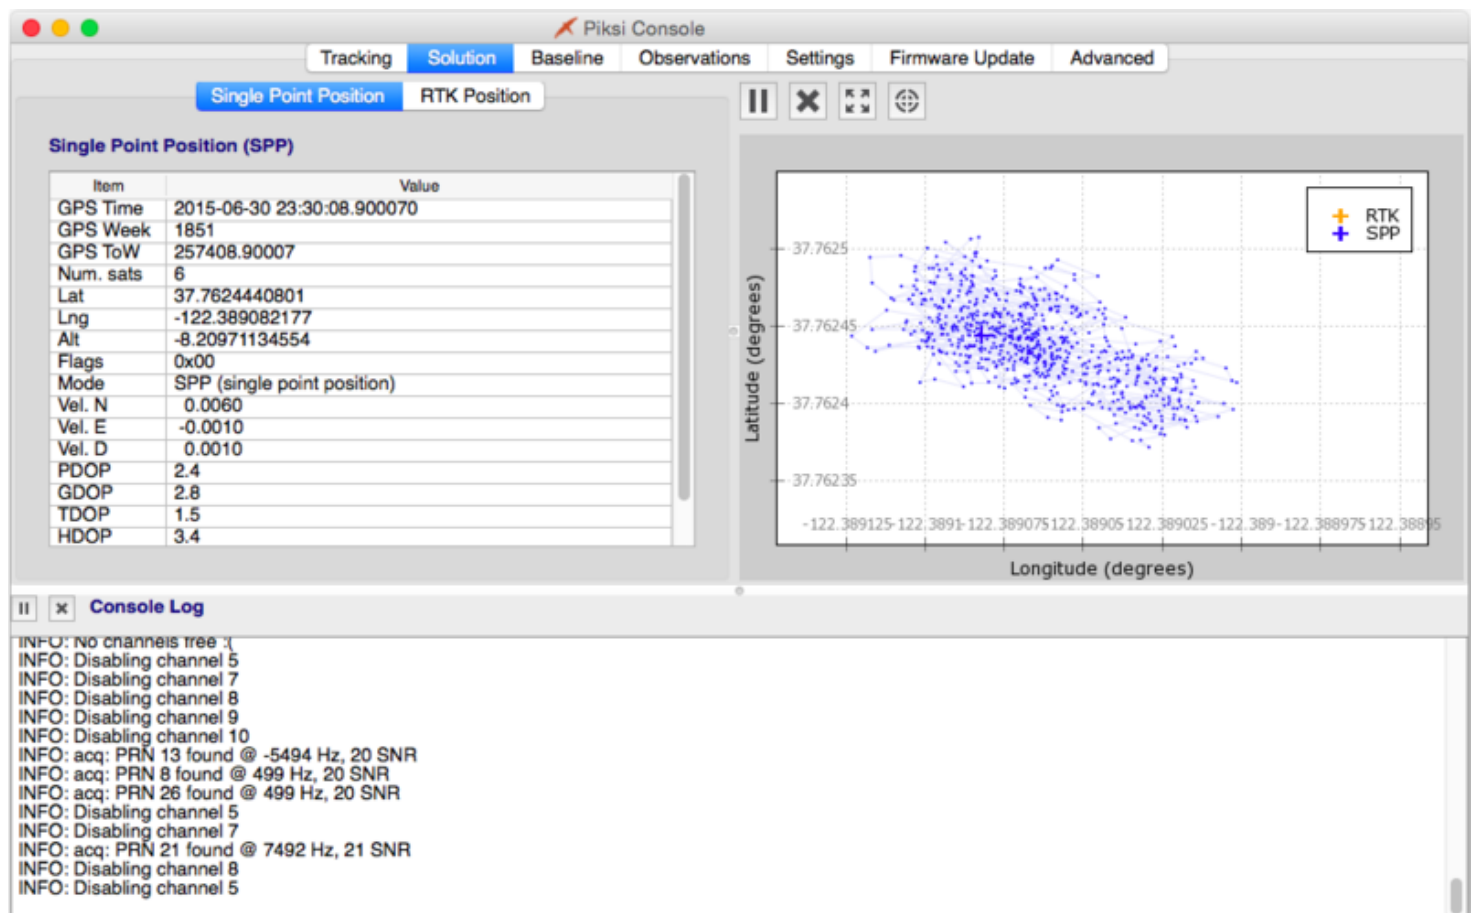 Piksi Console
Tracking Solution Baseline Observations Settings Firmware Update Advanced
Single Point Position RTK Position
Single Point Position (SPP)
Item Value
GPS Time 2015-06-30 23:30:08.900070
GPS Week 1851
GPS ToW 257408.90007
Num. sats 6
Lat 37.7624440801
Lng -122.389082177
Alt -8.20971134554
Flags 0x00
Mode SPP (single point position)
Vel. N 0.0060
Vel. E -0.0010
Vel. D 0.0010
PDOP 2.4
GDOP 2.8
TDOP 1.5
HDOP 3.4
RTK
SPP
37.7625
37.76245
37.7624
37.76235
Latitude (degrees)
-122.389125 -122.3891 -122.389075 122.38905 122.389025 -122.389 -122.388975 122.38895
Longitude (degrees)
Console Log
INFO: No channels free :(
INFO: Disabling channel 5
INFO: Disabling channel 7
INFO: Disabling channel 8
INFO: Disabling channel 9
INFO: Disabling channel 10
INFO: acq: PRN 13 found @ -5494 Hz, 20 SNR
INFO: acq: PRN 8 found @ 499 Hz, 20 SNR
INFO: acq: PRN 26 found @ 499 Hz, 20 SNR
INFO: Disabling channel 5
INFO: Disabling channel 7
INFO: acq: PRN 21 found @ 7492 Hz, 21 SNR
INFO: Disabling channel 8
INFO: Disabling channel 5